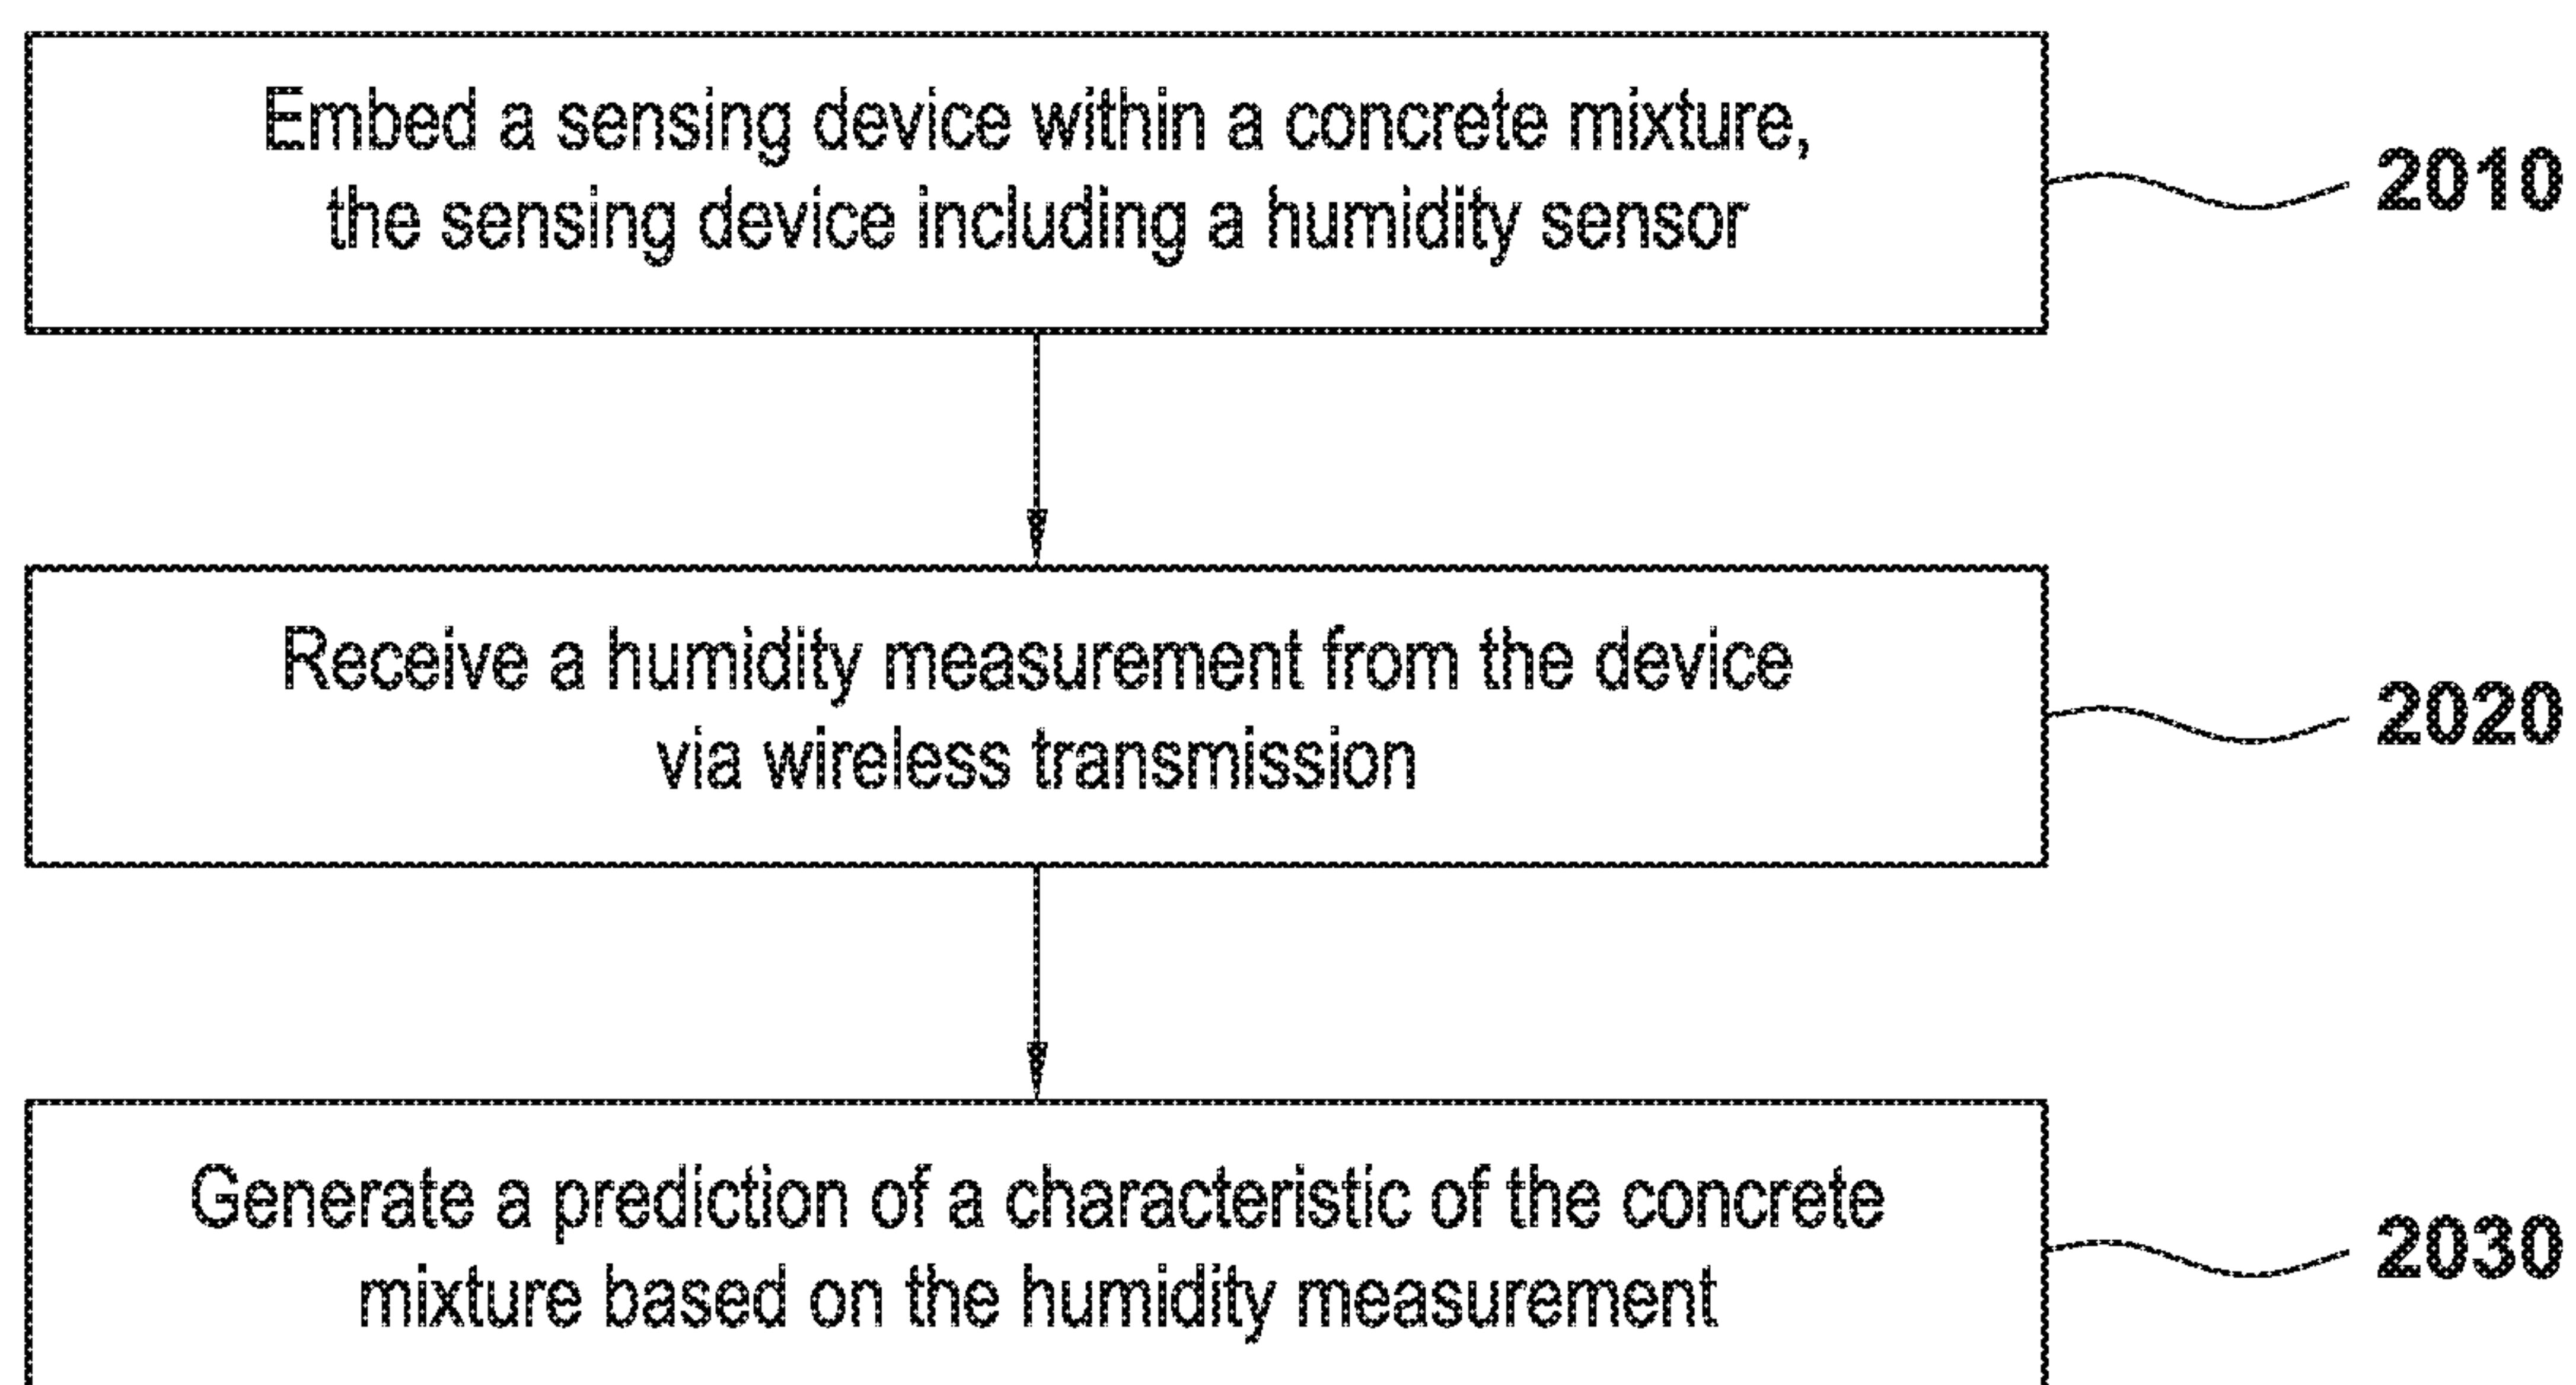 Embed a sensing device within a concrete mixture,
the sensing device including a humidity sensor
2010
Receive a humidity measurement from the device
via wireless transmission
2020
Generate a prediction of a characteristic of the concrete
mixture based on the humidity measurement
2030